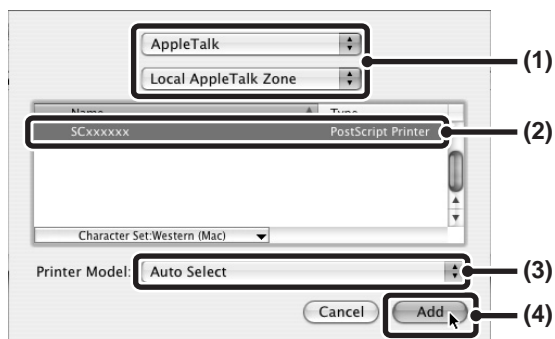 AppleTalk
(1)
Local AppleTalk Zone
Name Type
SCxxxxxx PostScript Printer
(2)
Character Set:Western (Mac)
Printer Model: Auto Select
(3)
Cancel Add
(4)